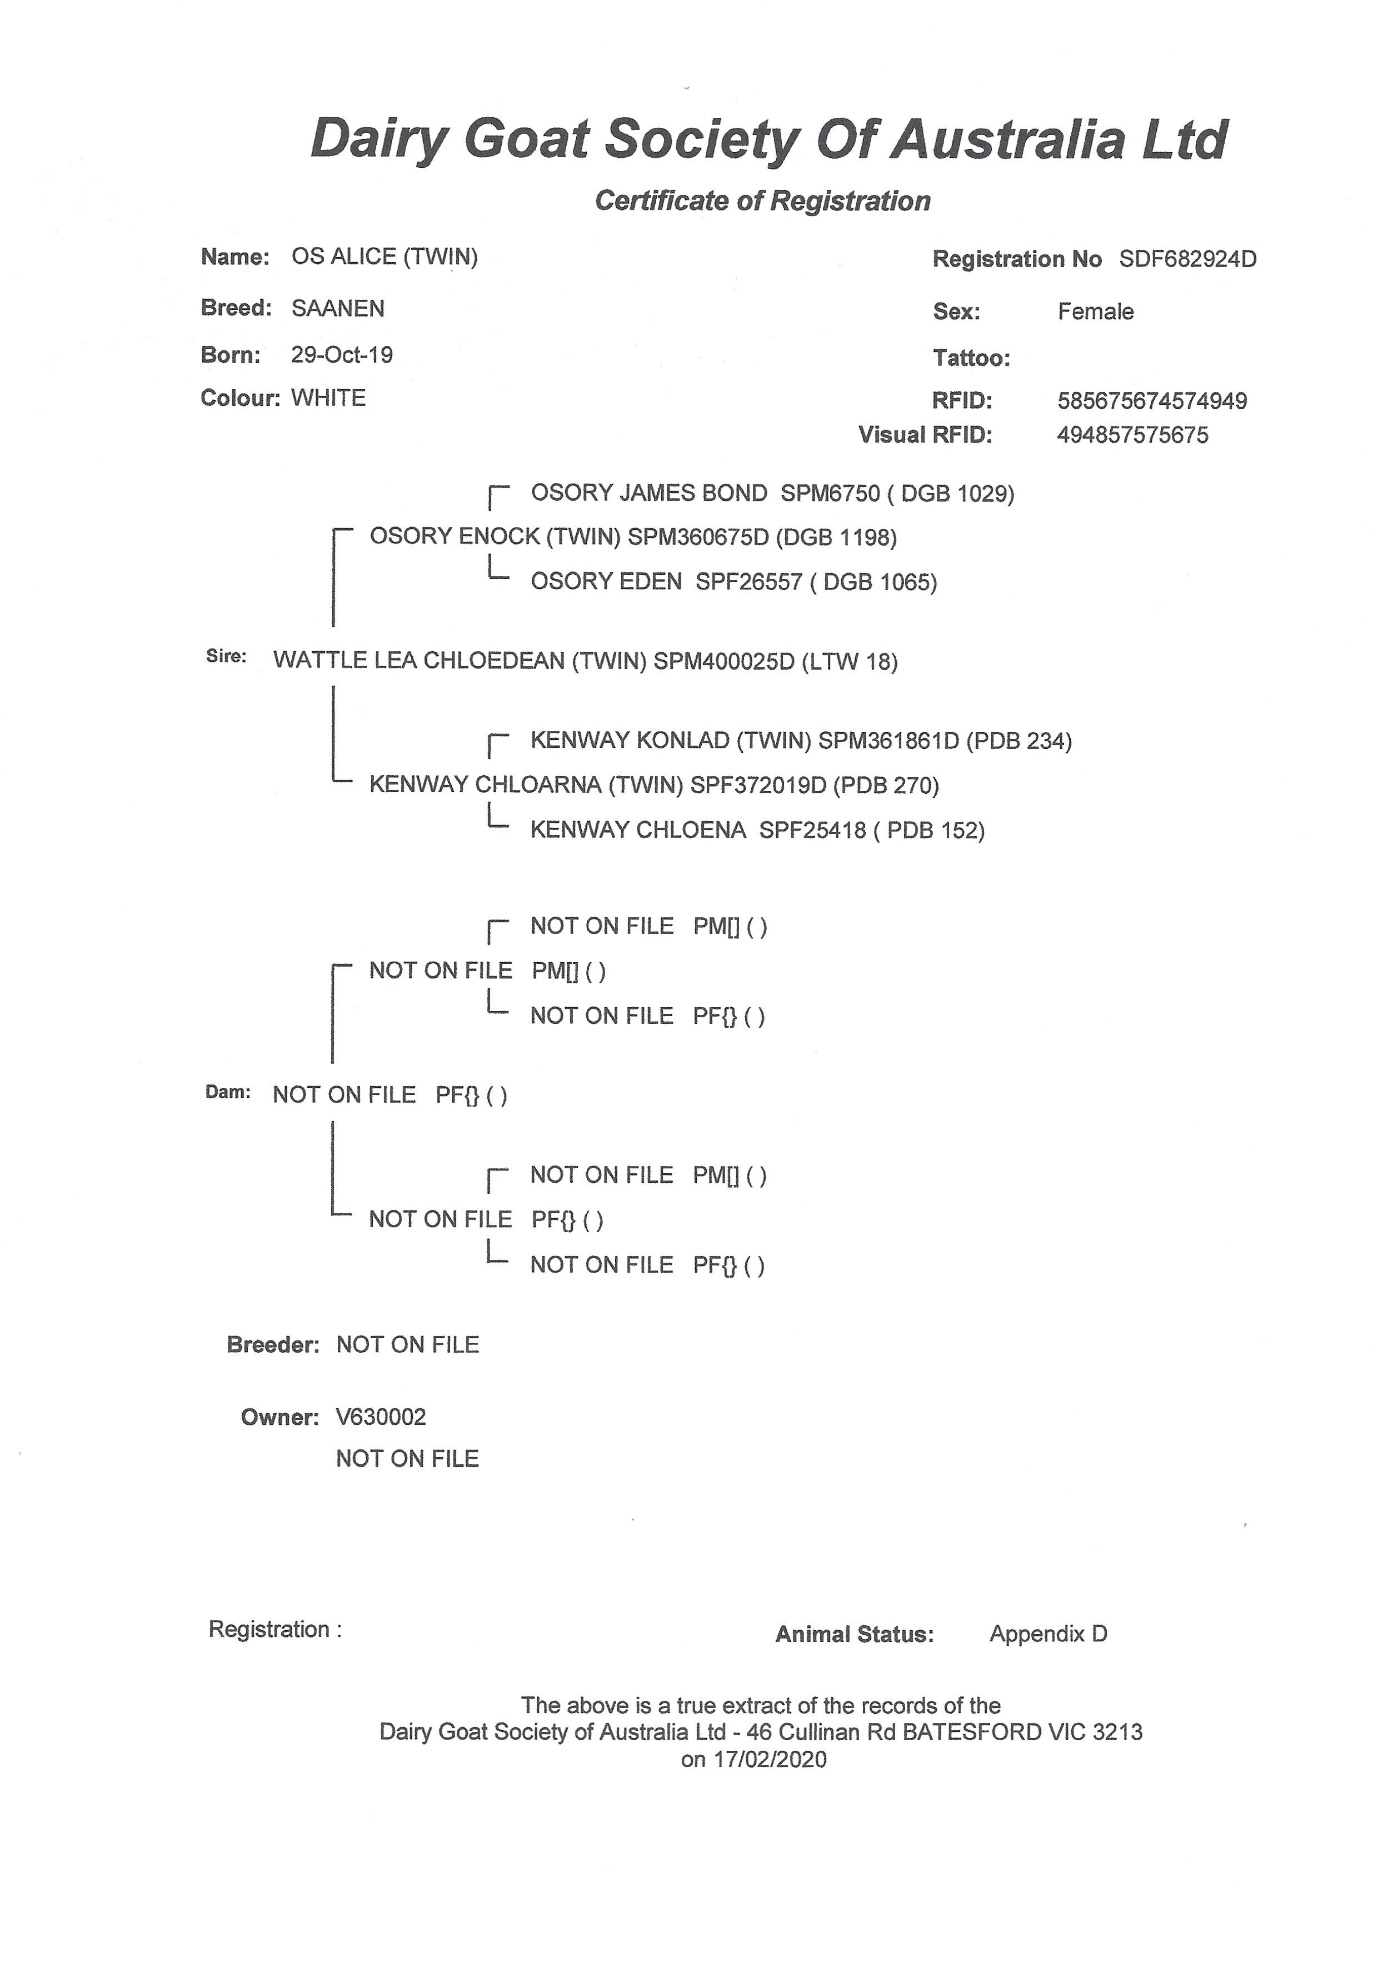 Dairy Goat Society Of Australia Ltd
Certificate of Registration
Name: OS ALICE (TWIN)
Registration No SDF682924D
Breed: SAANEN
Sex: Female
Born: 29-Oct-19
Tattoo:
Colour: WHITE
RFID: 585675674574949
Visual RFID: 494857575675
OSORY JAMES BOND SPM6750 ( DGB 1029)
OSORY ENOCK (TWIN) SPM360675D (DGB 1198)
OSORY EDEN SPF26557 ( DGB 1065)
Sire: WATTLE LEA CHLOEDEAN (TWIN) SPM400025D (LTW 18)
KENWAY KONLAD (TWIN) SPM361861D (PDB 234)
KENWAY CHLOARNA (TWIN) SPF372019D (PDB 270)
KENWAY CHLOENA SPF25418 ( PDB 152)
NOT ON FILE PM[] ( )
NOT ON FILE PM[] ( )
NOT ON FILE PF{} ( )
Dam: NOT ON FILE PF{} ( )
NOT ON FILE PM[] ( )
NOT ON FILE PF{} ( )
NOT ON FILE PF{} ( )
Breeder: NOT ON FILE
Owner: V630002
NOT ON FILE
Registration :
Animal Status: Appendix D
The above is a true extract of the records of the
Dairy Goat Society of Australia Ltd - 46 Cullinan Rd BATESFORD VIC 3213
on 17/02/2020